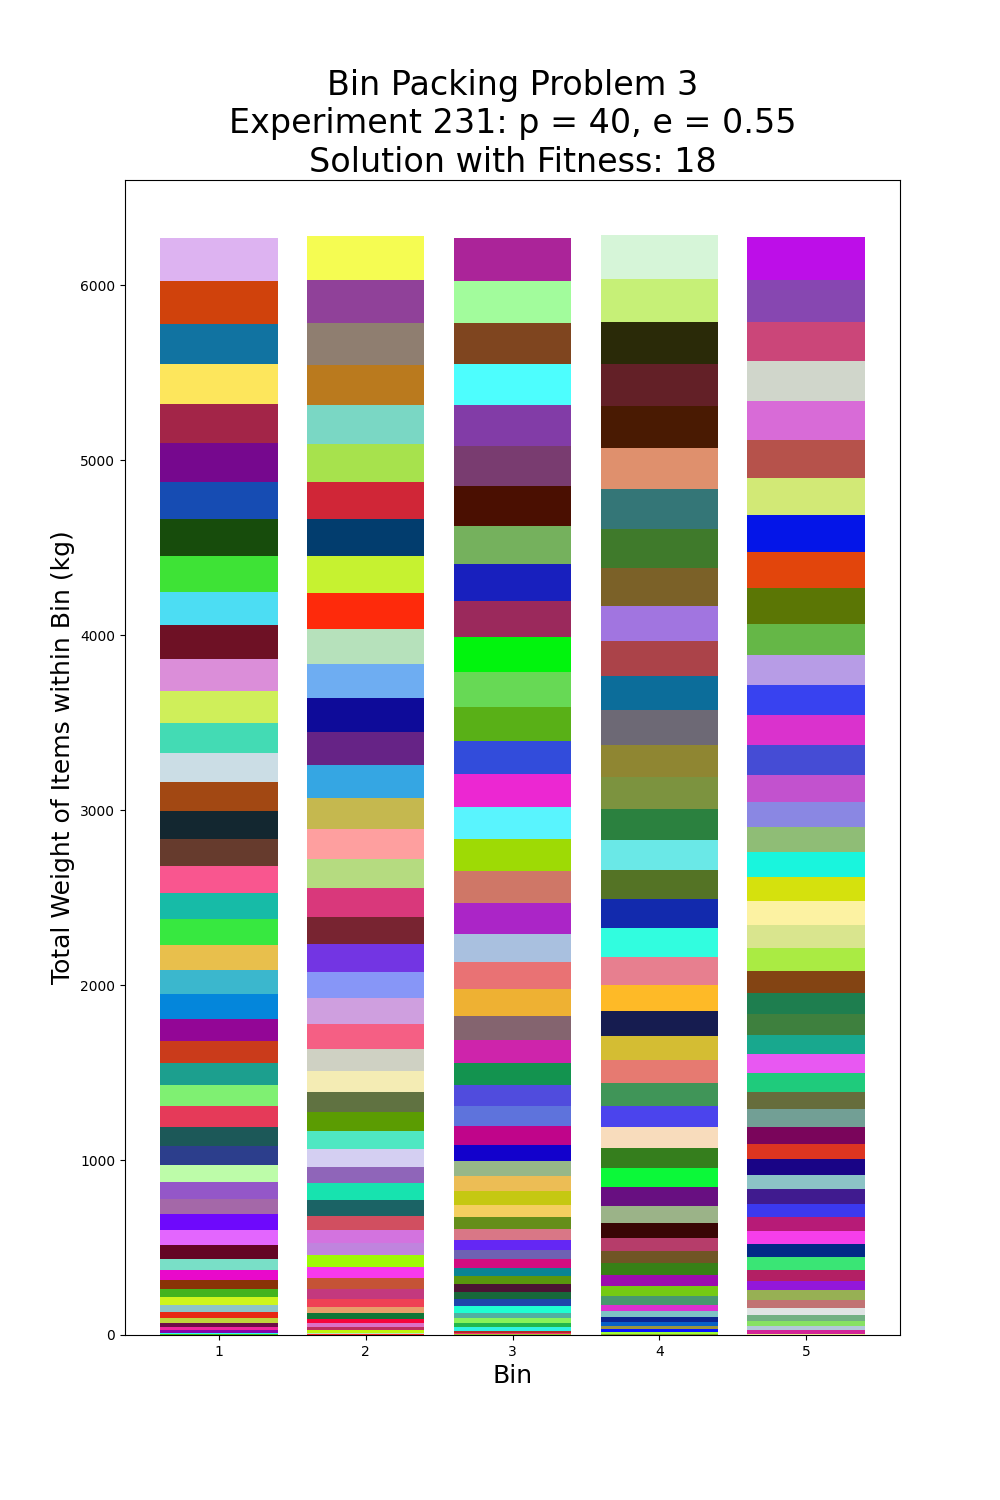 Bin Packing Problem 3
Experiment 231: p = 40, e = 0.55
Solution with Fitness: 18
Total Weight of Items within Bin (kg)
6000
5000
4000
3000
2000
1000
0
1 2 3 4 5
Bin